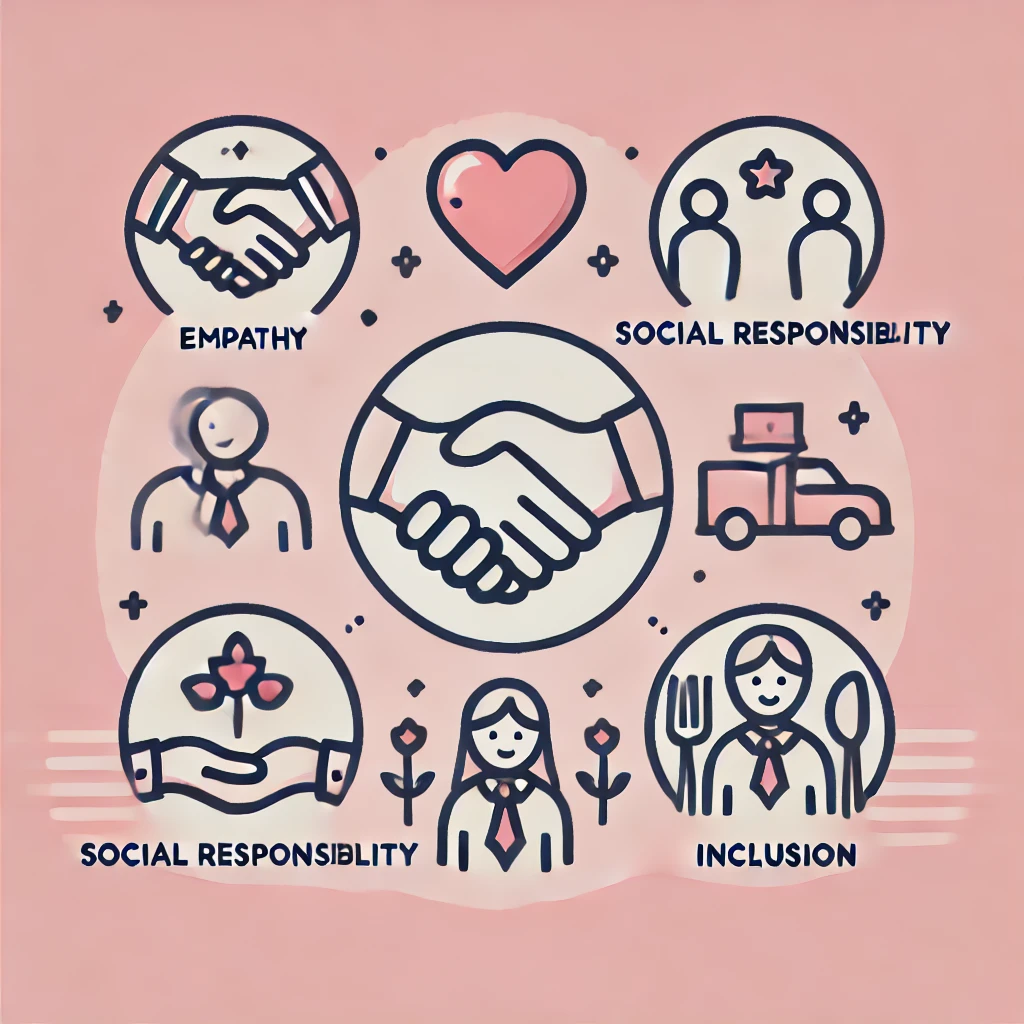 EMPATHY
SOCIAL RESPONSIBLITY
SOCIAL RESPONSIBLITY
INCLUSION